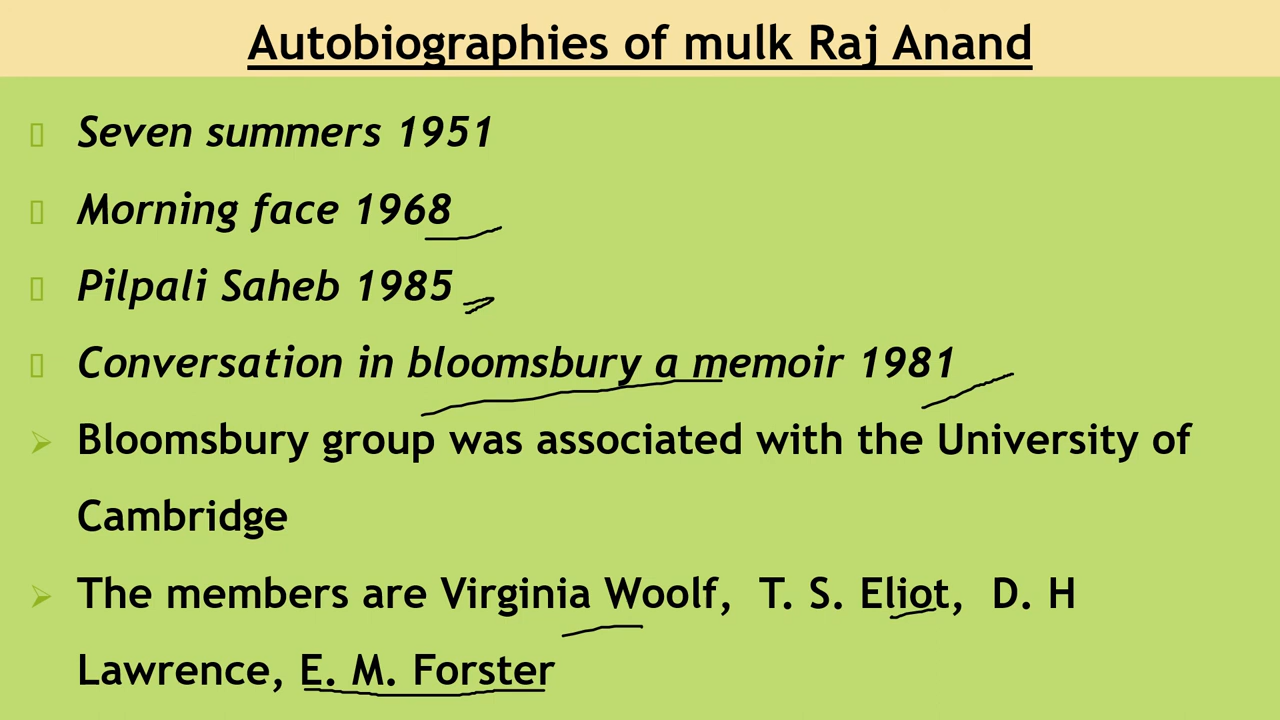 Autobiographies of mulk Raj Anand
Seven summers 1951
Morning face 1968
Pilpali Saheb 1985
Conversation in bloomsbury a memoir 1981
Bloomsbury group was associated with the University of
Cambridge
The members are Virginia Woolf, T. S. Eliot, D. H
Lawrence, E. M. Forster